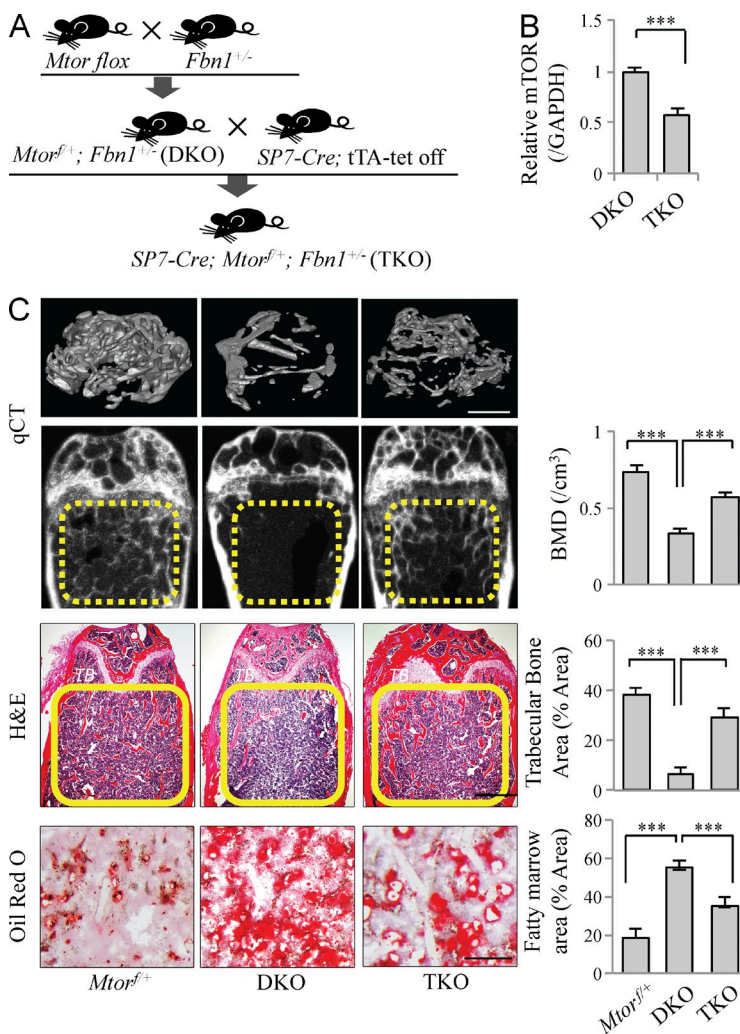 A
Mtor flox
×
Fbn1+/-
Mtorf/+; Fbn1+/- (DKO)
×
SP7-Cre; tTA-tet off
SP7-Cre; Mtorf/+; Fbn1+/- (TKO)
B
Relative mTOR
(/GAPDH)
1.5
1
0.5
0
***
DKO
TKO
C
qCT
H&E
TB
TB
TB
Oil Red O
Mtorf/+
DKO
TKO
BMD (/cm3)
1
0.5
0
***
***
Trabecular Bone
Area (% Area)
60
40
20
0
***
***
Fatty marrow
area (% Area)
80
60
40
20
0
***
***
Mtorf/+
DKO
TKO